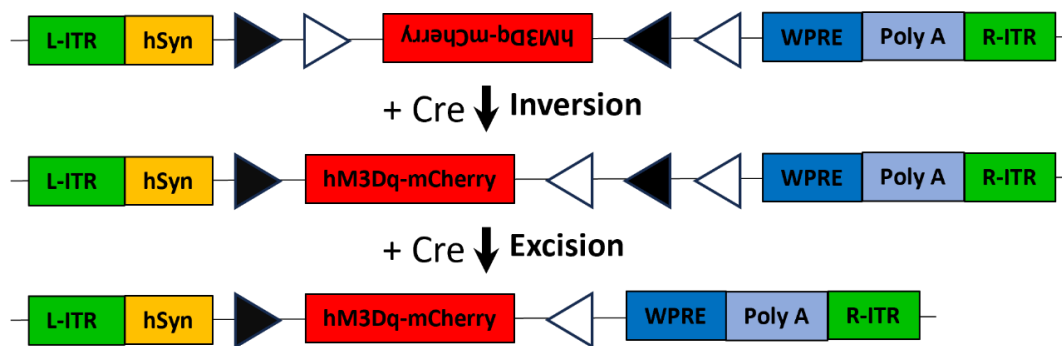 L-ITR hSyn hM3Dq-mCherry WPRE Poly A R-ITR
+ Cre Inversion
L-ITR hSyn hM3Dq-mCherry WPRE Poly A R-ITR
+ Cre Excision
L-ITR hSyn hM3Dq-mCherry WPRE Poly A R-ITR